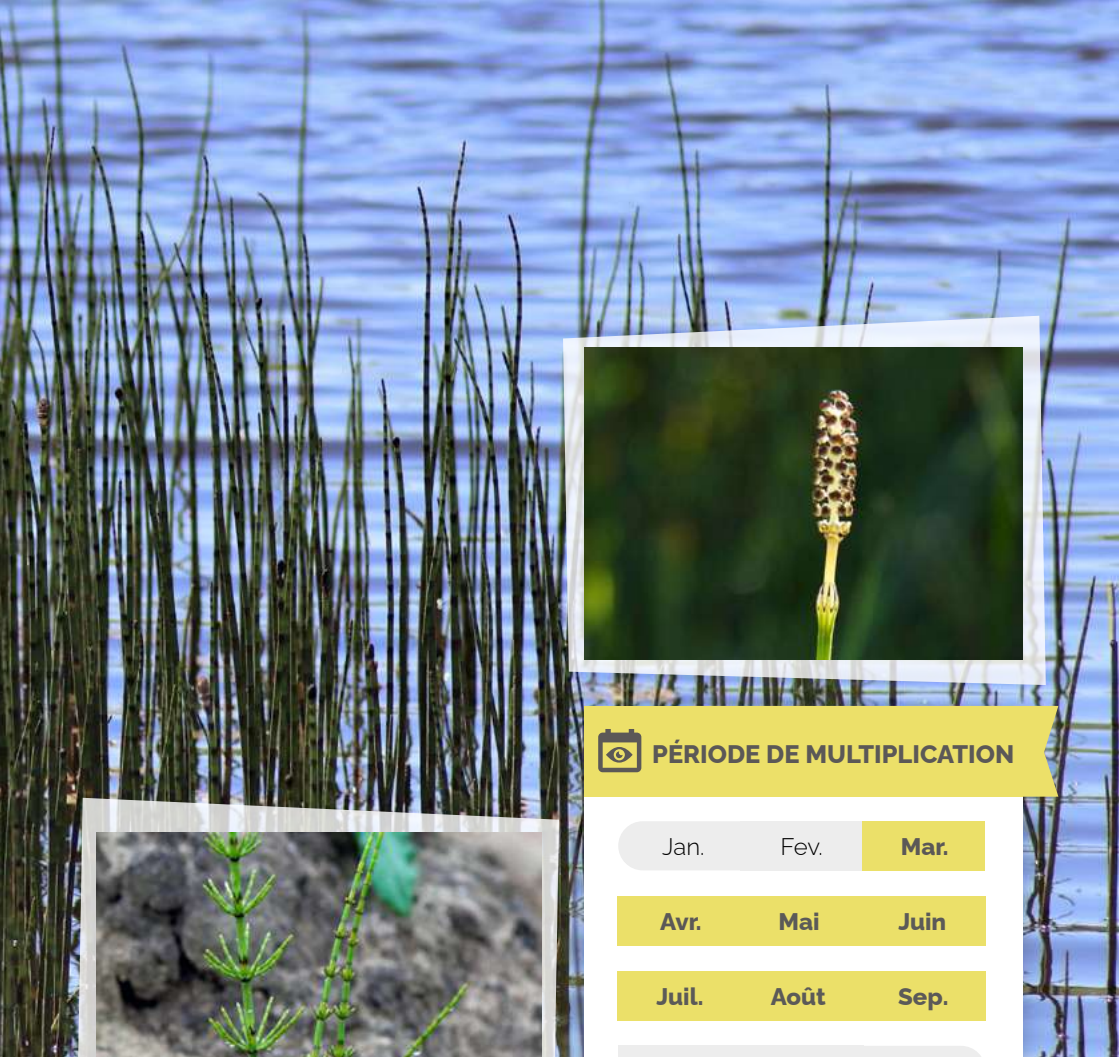 PÉRIODE DE MULTIPLICATION
Jan. Fev. Mar.
Avr. Mai Juin
Juil. Août Sep.